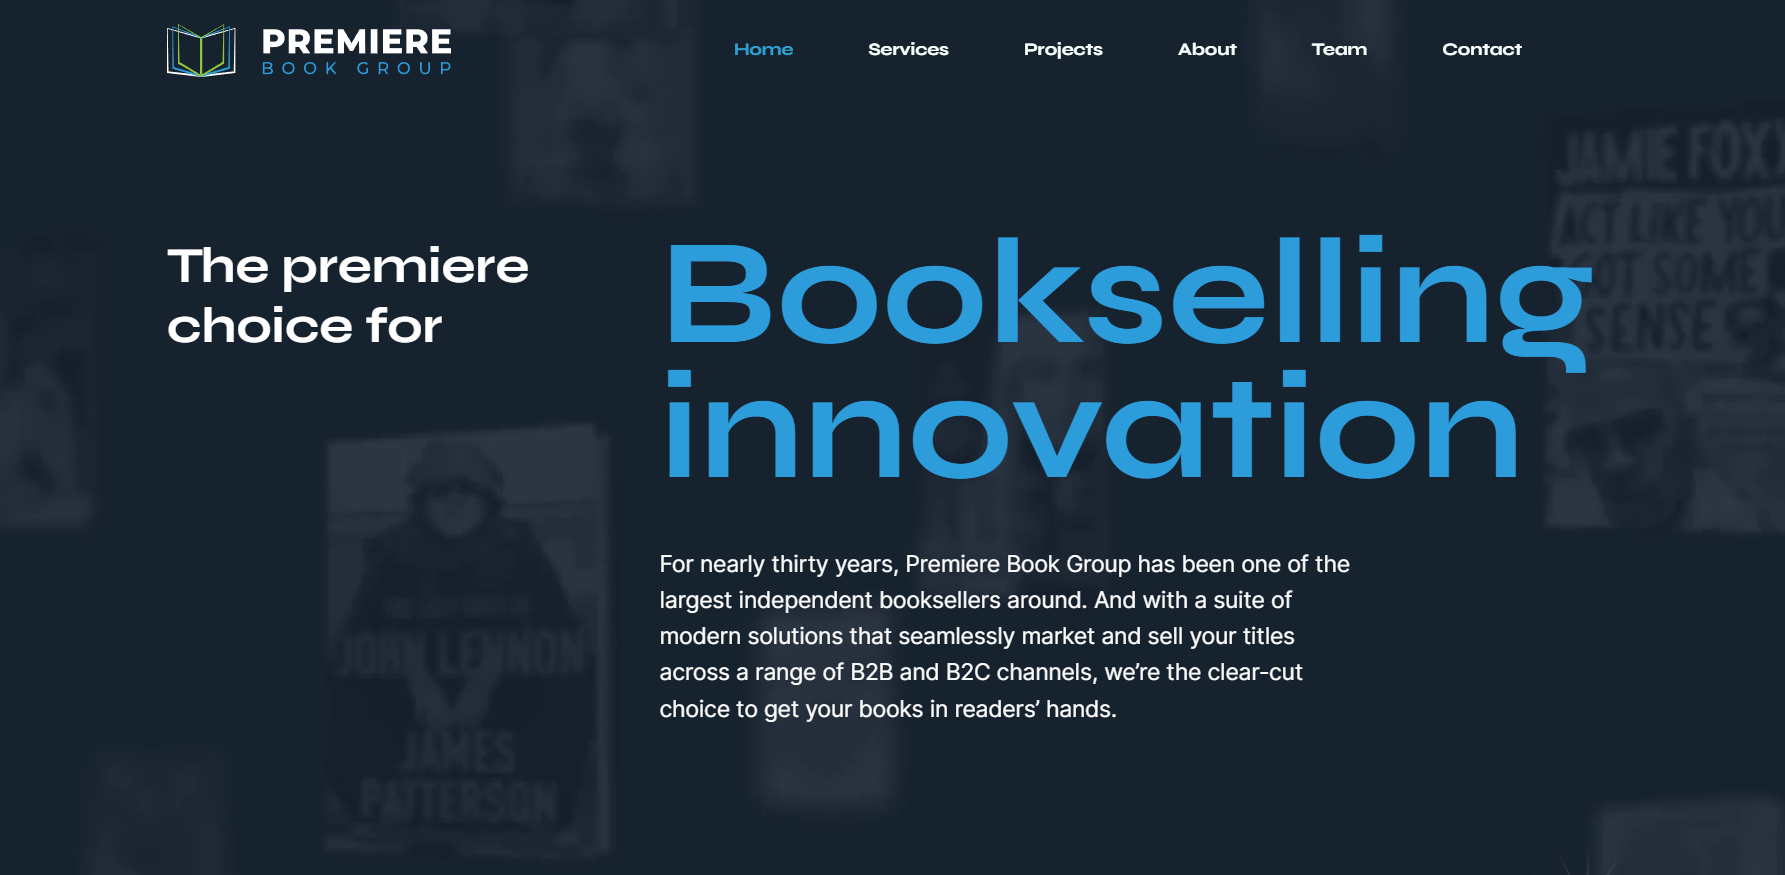 PREMIERE
BOOK GROUP
Home
Services
Projects
About
Team
Contact
The premiere
choice for
Bookselling
innovation
For nearly thirty years, Premiere Book Group has been one of the
largest independent booksellers around. And with a suite of
modern solutions that seamlessly market and sell your titles
across a range of B2B and B2C channels, we’re the clear-cut
choice to get your books in readers’ hands.
JAMIE FOXX
ACT LIKE YOU
GOT SOME
SENSE
JOHN LENNON
JAMES
PATTERSON